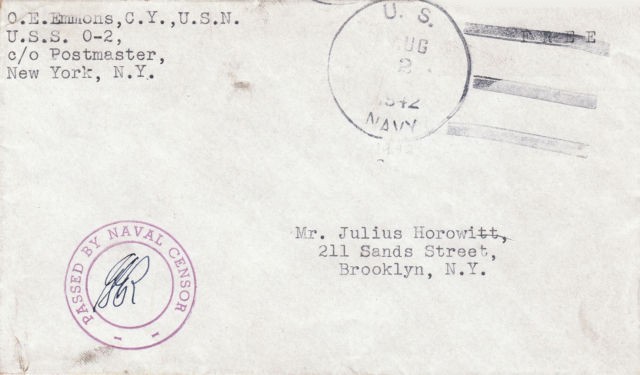 O.E.Emmons,C.Y.,U.S.N.
U.S.S. O-2,
c/o Postmaster,
New York, N.Y.
U. S.
AUG
2
1942
NAVY
FREE
PASSED BY NAVAL CENSOR
Mr. Julius Horowitt,
211 Sands Street,
Brooklyn, N.Y.